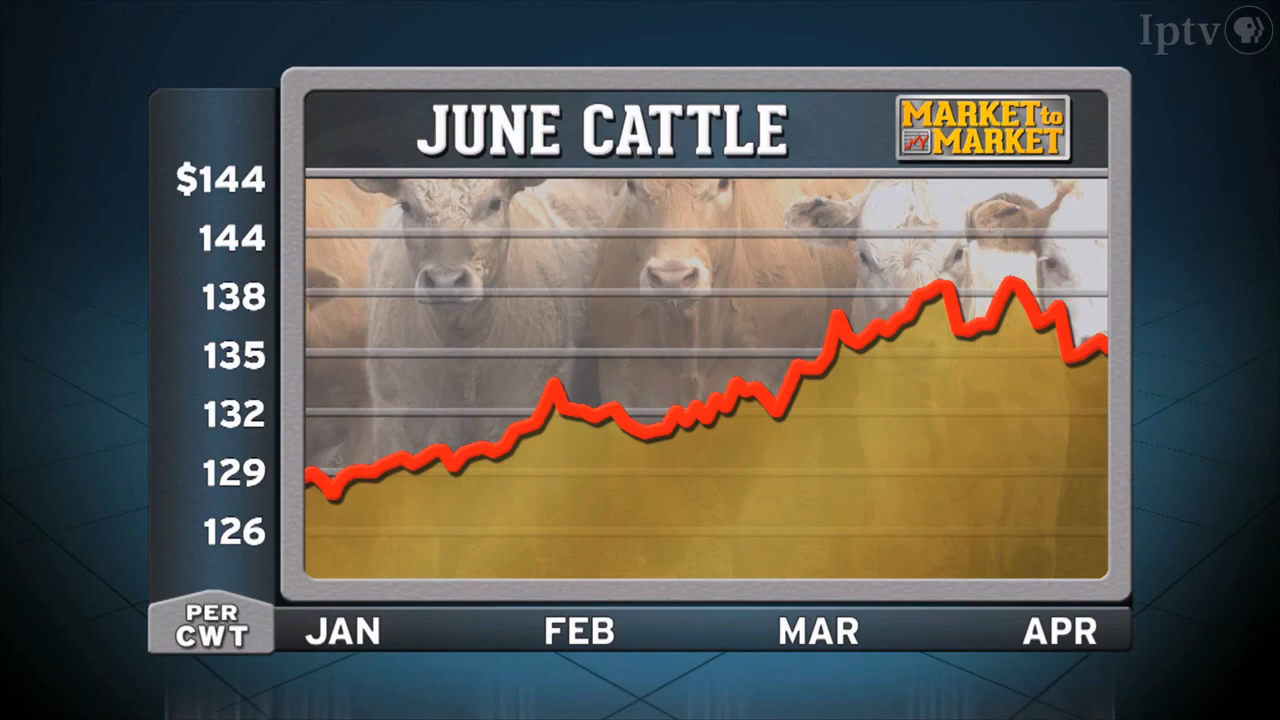 Iptv
JUNE CATTLE
MARKET to
MARKET
$144
144
138
135
132
129
126
PER
CWT
JAN FEB MAR APR